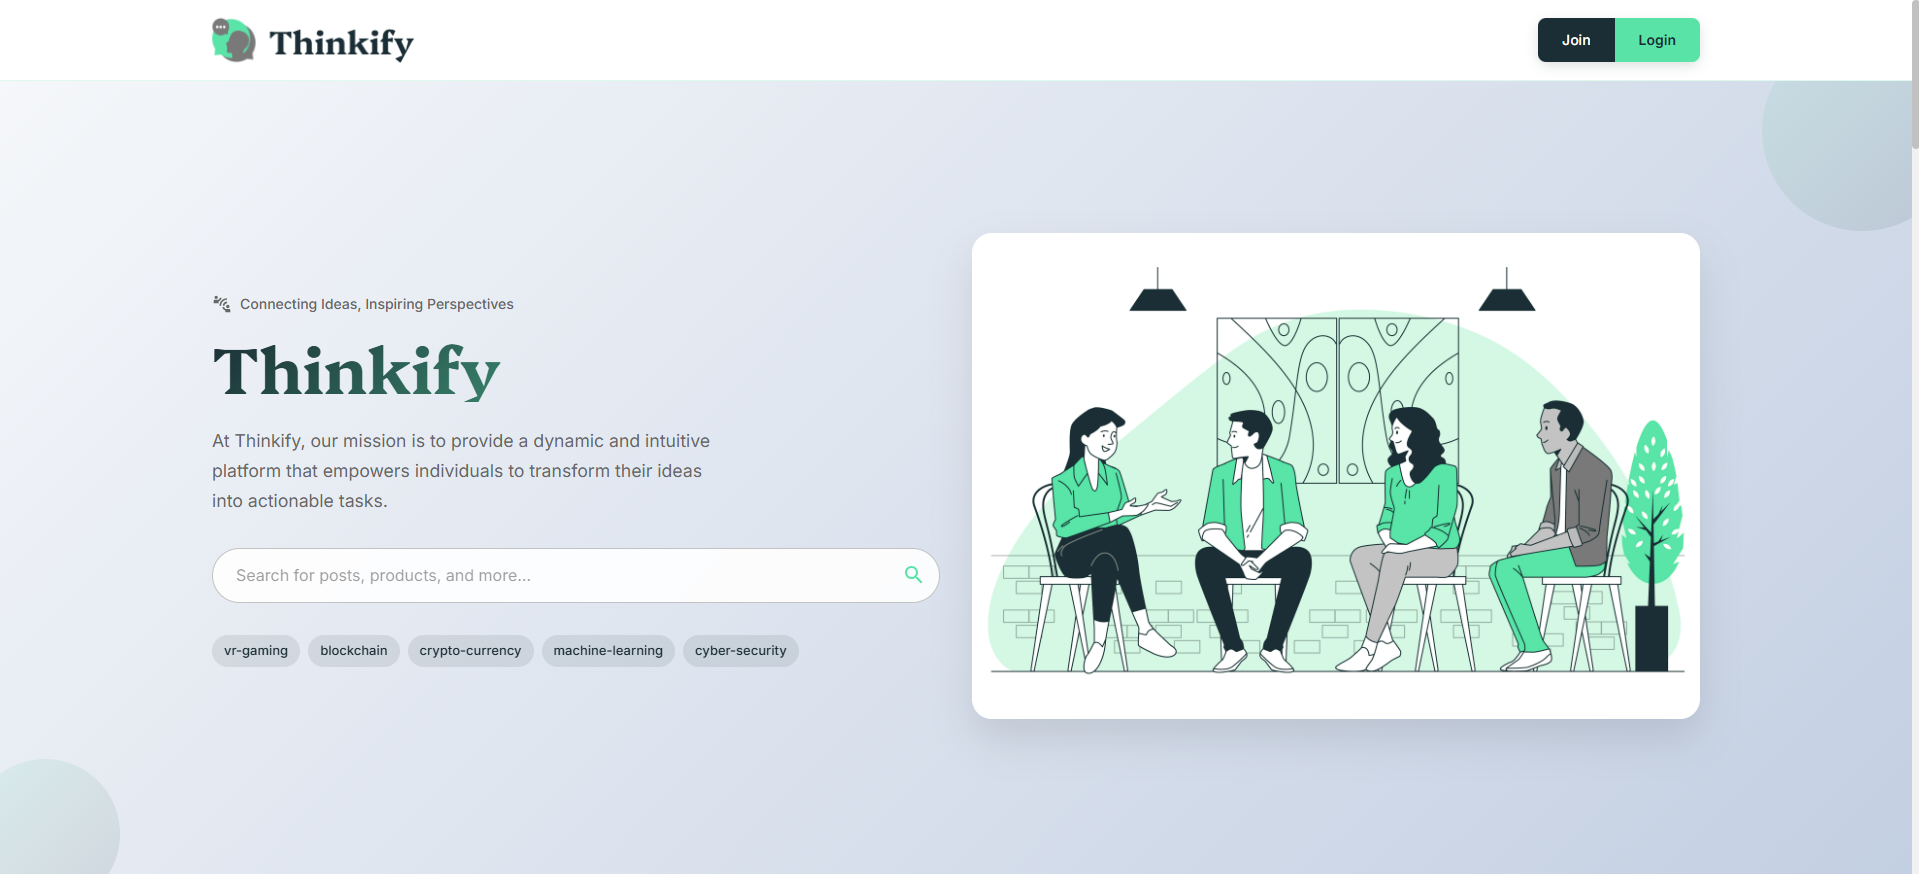 Thinkify
Join
Login
Connecting Ideas, Inspiring Perspectives
Thinkify
At Thinkify, our mission is to provide a dynamic and intuitive
platform that empowers individuals to transform their ideas
into actionable tasks.
Search for posts, products, and more...
vr-gaming
blockchain
crypto-currency
machine-learning
cyber-security